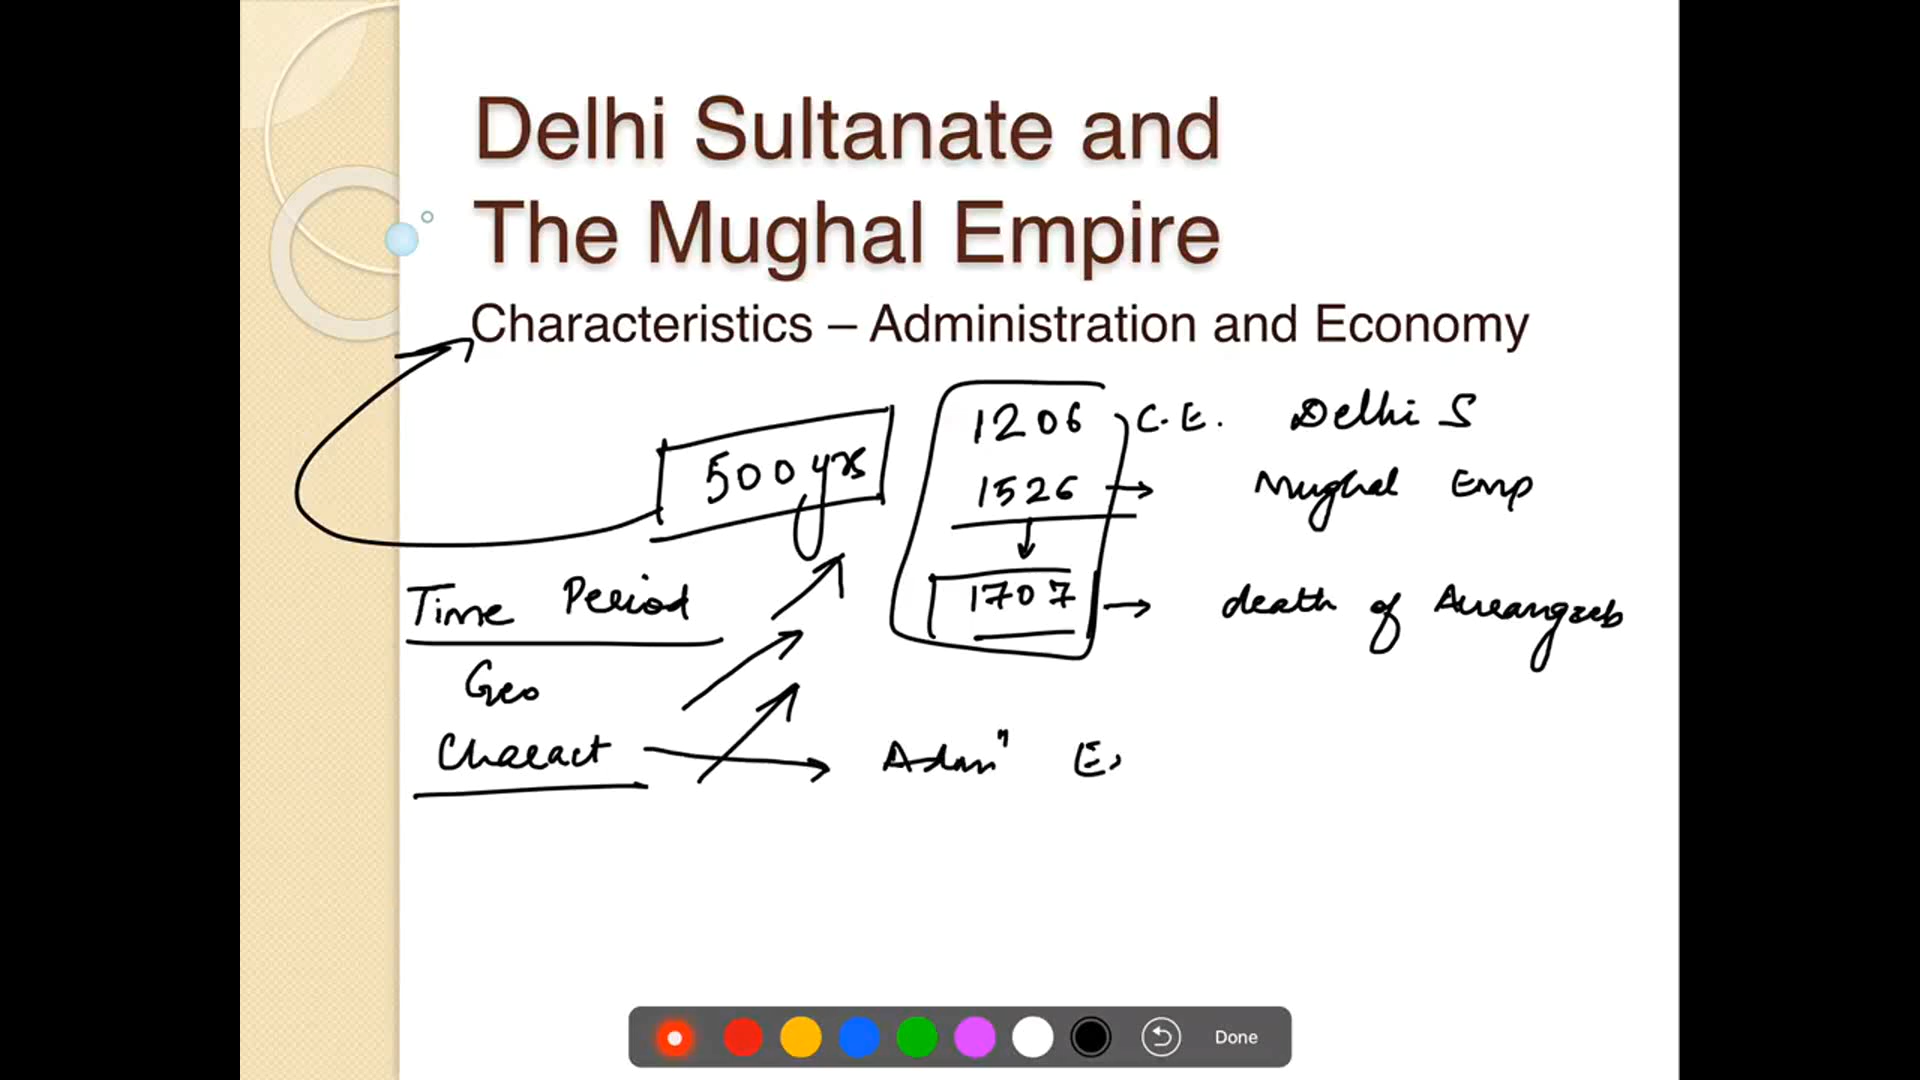 Delhi Sultanate and
The Mughal Empire
Characteristics – Administration and Economy
1206 C.E. Delhi S
500 yrs
1526 → Mughal Emp
Time Period
1707 → death of Aurangzeb
Geo
Charact → Admn E
Done